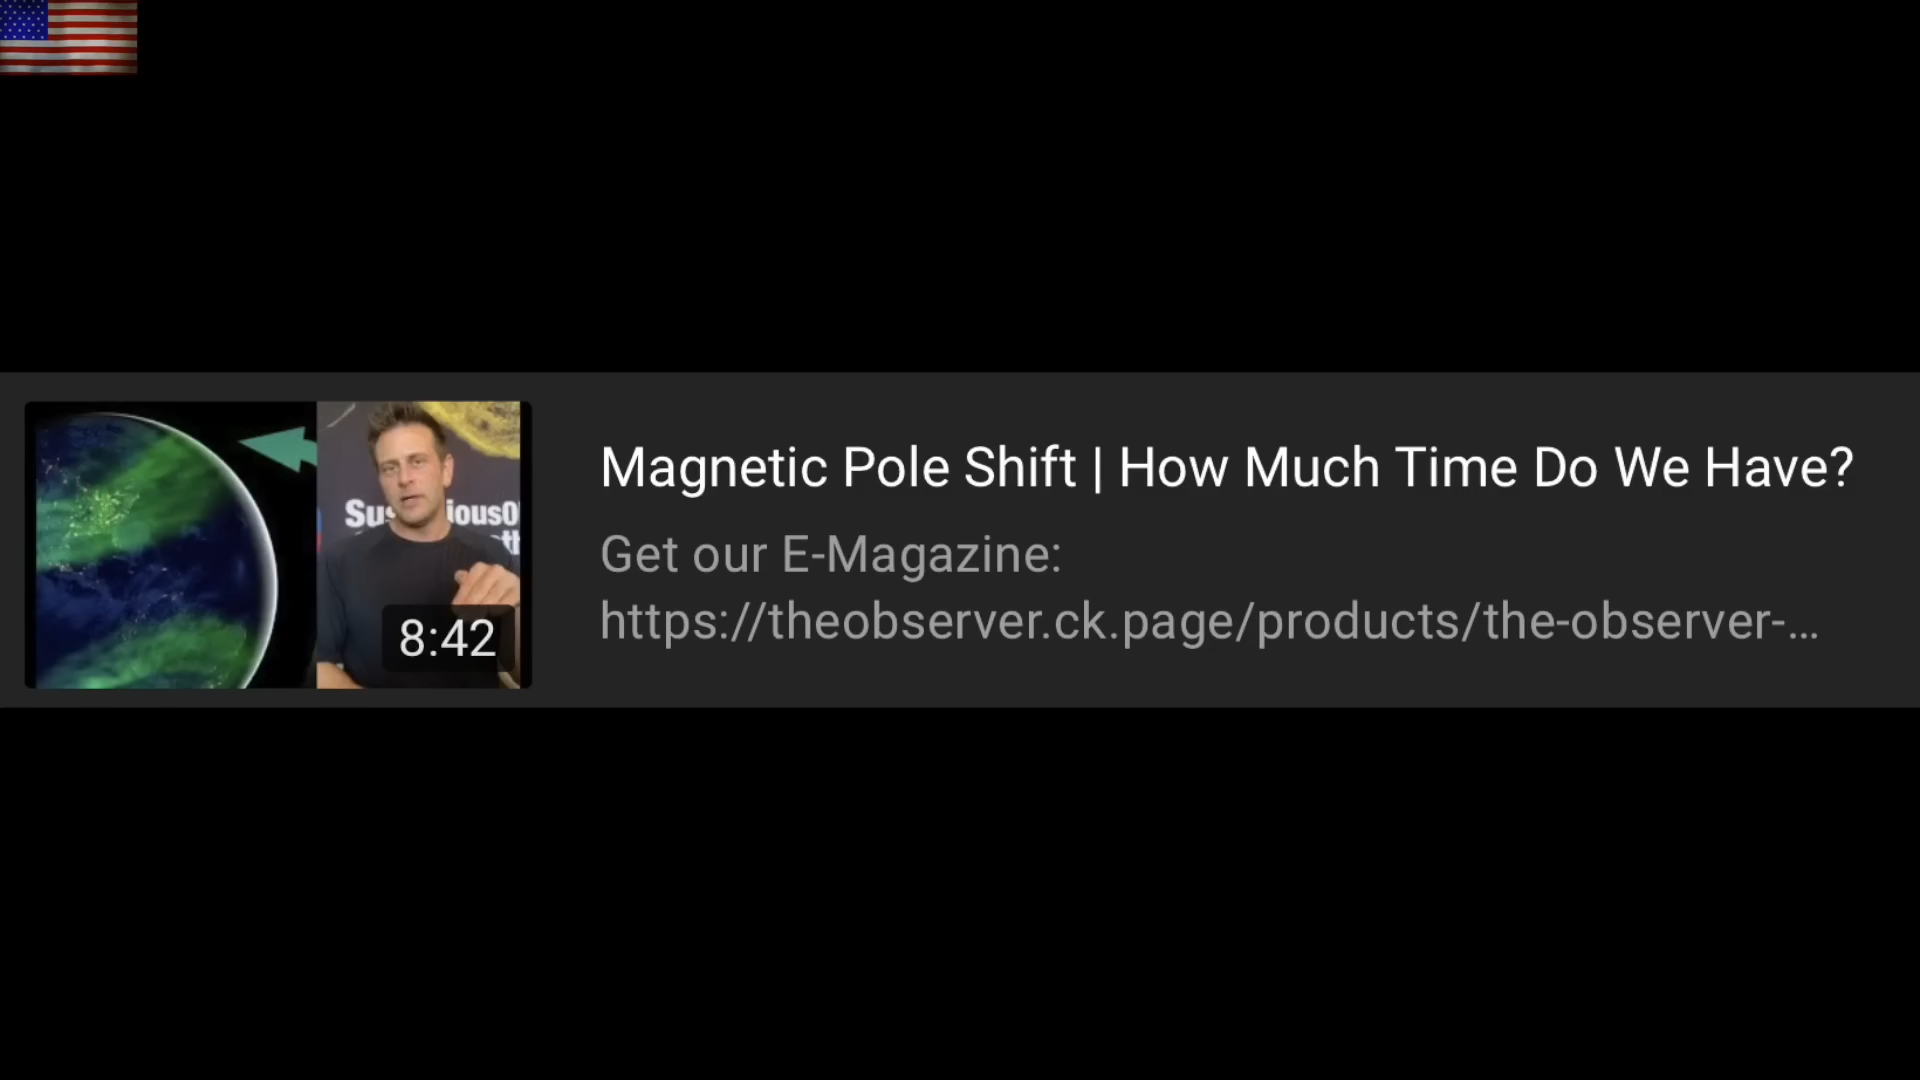 Magnetic Pole Shift | How Much Time Do We Have?
Get our E-Magazine:
https://theobserver.ck.page/products/the-observer-...
8:42